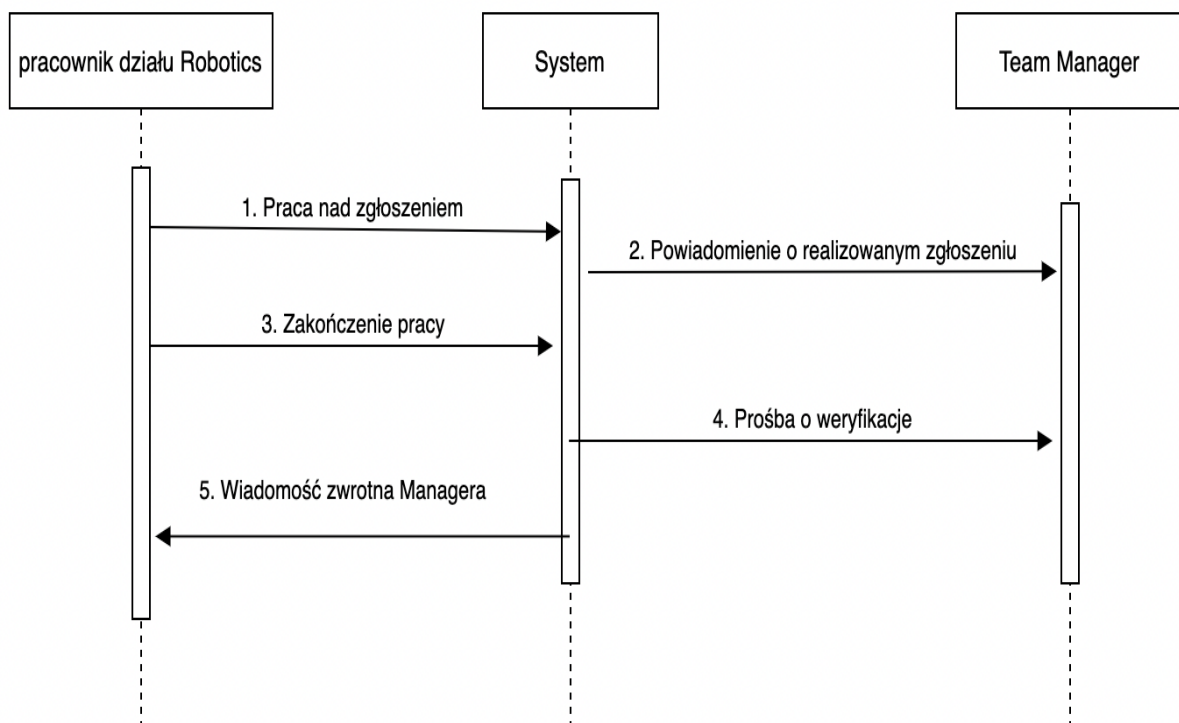 pracownik działu Robotics
System
Team Manager
1. Praca nad zgłoszeniem
2. Powiadomienie o realizowanym zgłoszeniu
3. Zakończenie pracy
4. Prośba o weryfikacje
5. Wiadomość zwrotna Managera